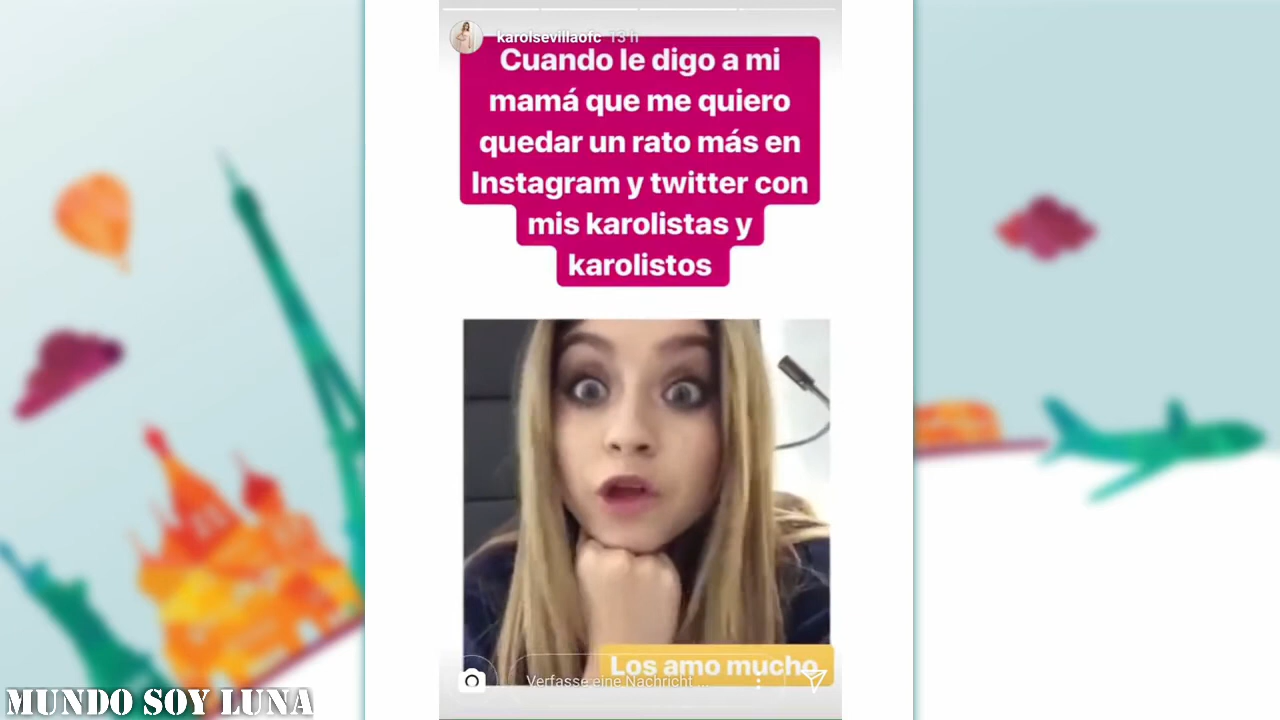 karolsevillaofc 13 h
Cuando le digo a mi
mamá que me quiero
quedar un rato más en
Instagram y twitter con
mis karolistas y
karolistos
Los amo mucho
Verfasse eine Nachricht ...
MUNDO SOY LUNA